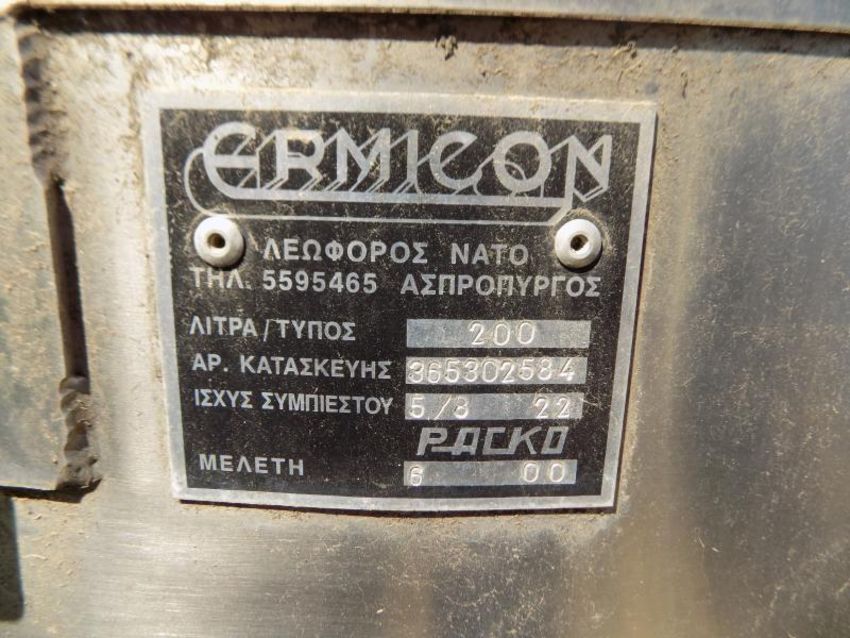 ERMICON
ΛΕΩΦΟΡΟΣ ΝΑΤΟ
ΤΗΛ. 5595465 ΑΣΠΡΟΠΥΡΓΟΣ
ΛΙΤΡΑ/ΤΥΠΟΣ 200
ΑΡ. ΚΑΤΑΣΚΕΥΗΣ 365302584
ΙΣΧΥΣ ΣΥΜΠΙΕΣΤΟΥ 5/8 22
PACKO
ΜΕΛΕΤΗ 6 00